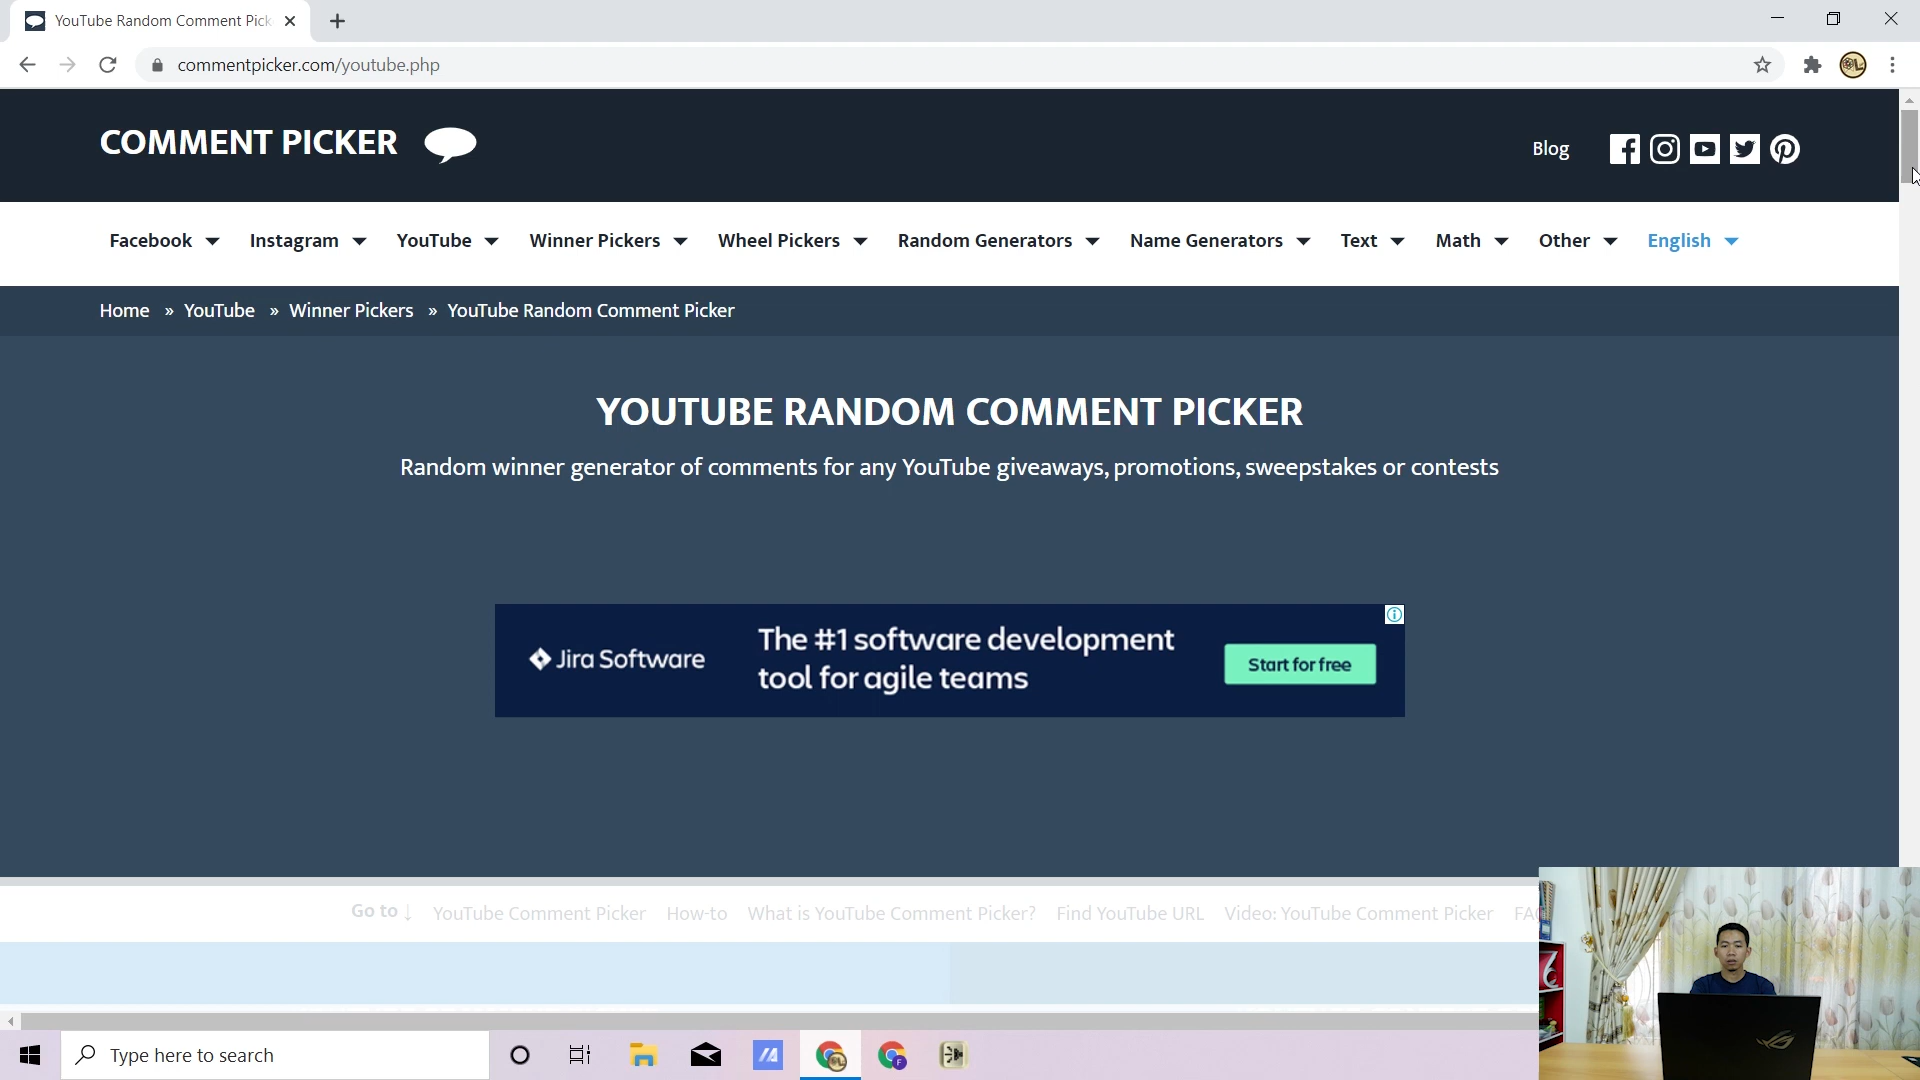 YouTube Random Comment Pick
commentpicker.com/youtube.php
COMMENT PICKER
Blog
Facebook Instagram YouTube Winner Pickers Wheel Pickers Random Generators Name Generators Text Math Other English
Home » YouTube » Winner Pickers » YouTube Random Comment Picker
YOUTUBE RANDOM COMMENT PICKER
Random winner generator of comments for any YouTube giveaways, promotions, sweepstakes or contests
Jira Software
The #1 software development
tool for agile teams
Start for free
Go to ↓ YouTube Comment Picker How-to What is YouTube Comment Picker? Find YouTube URL Video: YouTube Comment Picker FA
Type here to search